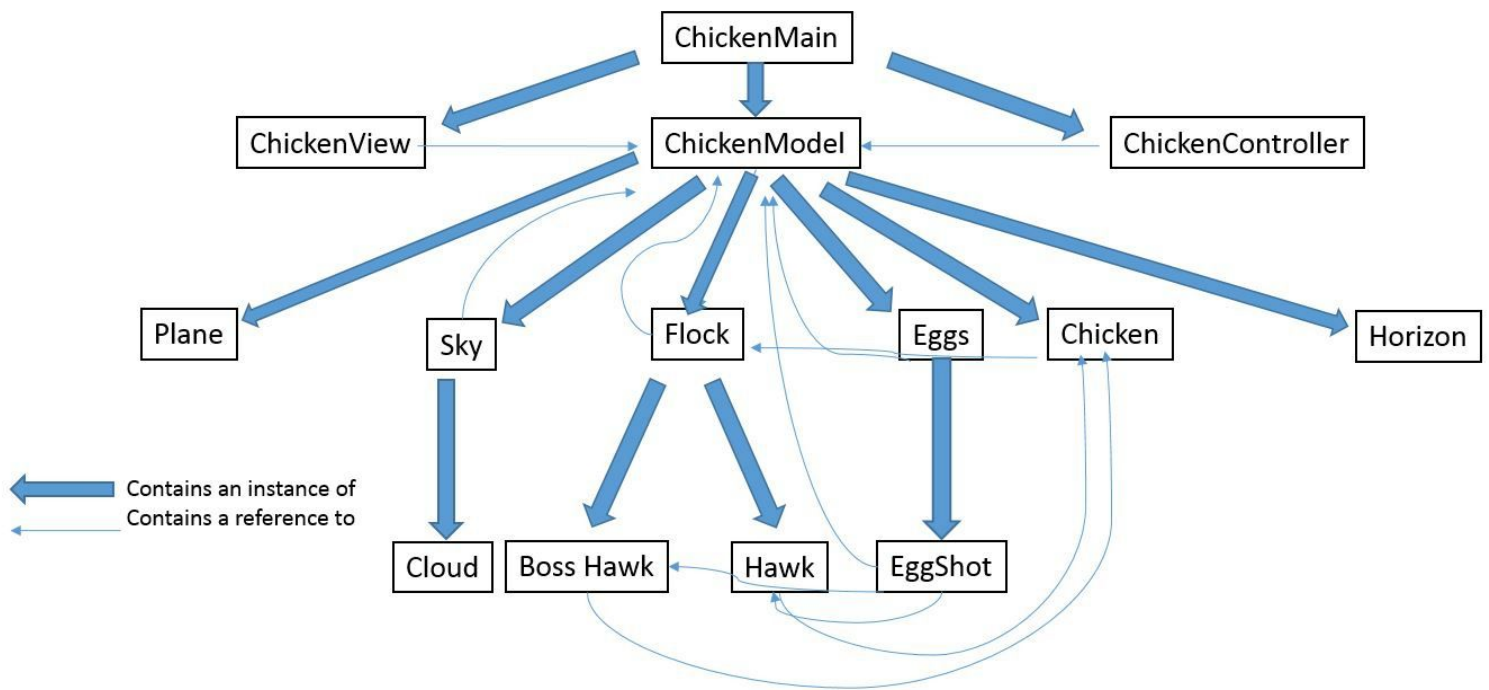 ChickenMain
ChickenView
ChickenModel
ChickenController
Plane
Sky
Flock
Eggs
Chicken
Horizon
Contains an instance of
Contains a reference to
Cloud
Boss Hawk
Hawk
EggShot